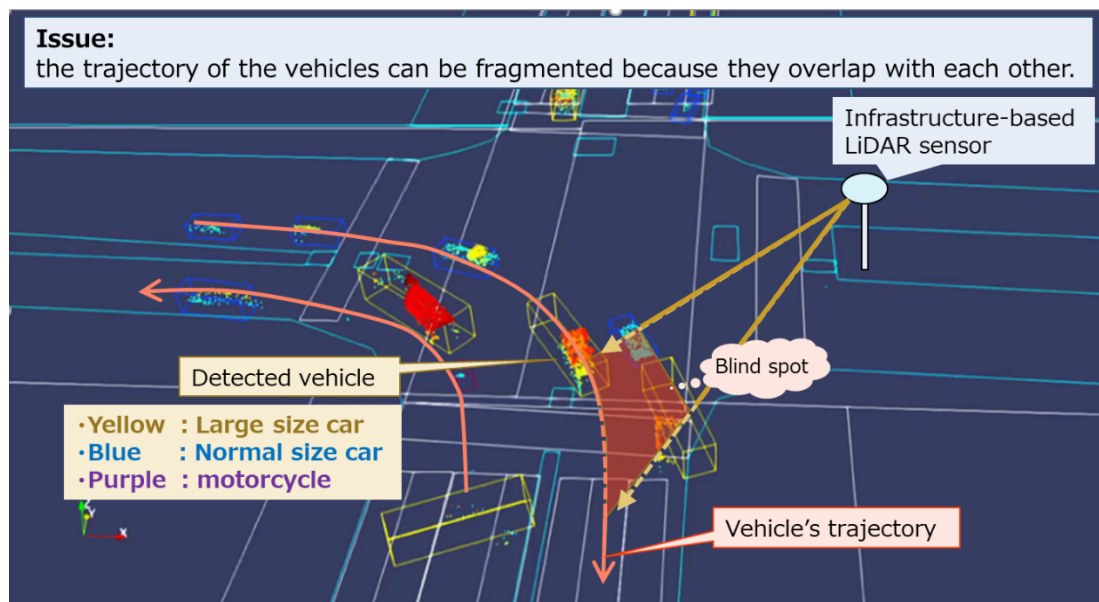 Issue:
the trajectory of the vehicles can be fragmented because they overlap with each other.
Infrastructure-based
LiDAR sensor
Blind spot
Detected vehicle
・Yellow : Large size car
・Blue : Normal size car
・Purple : motorcycle
Vehicle’s trajectory
Z
Y
X